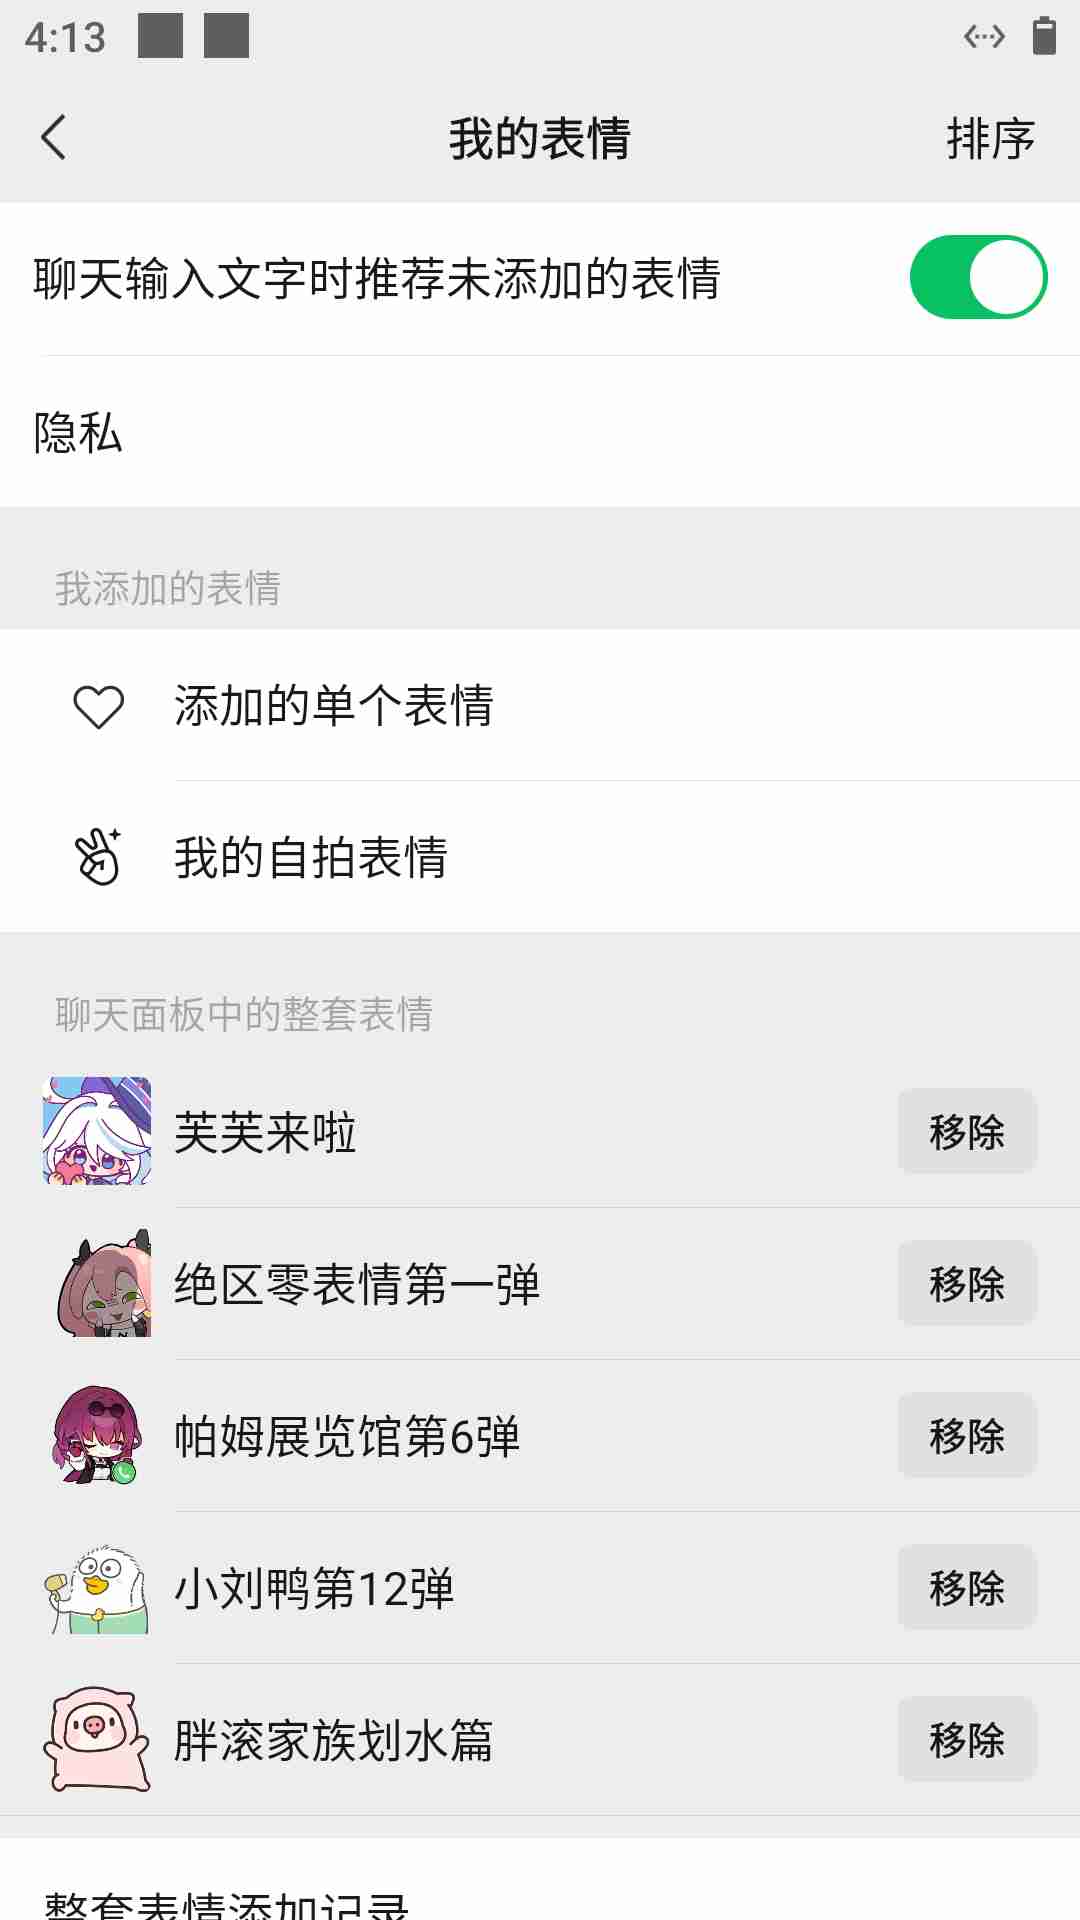 4:13
我的表情
排序
聊天输入文字时推荐未添加的表情
隐私
我添加的表情
添加的单个表情
我的自拍表情
聊天面板中的整套表情
芙芙来啦
移除
绝区零表情第一弹
移除
帕姆展览馆第6弹
移除
小刘鸭第12弹
移除
胖滚家族划水篇
移除
整套表情添加记录